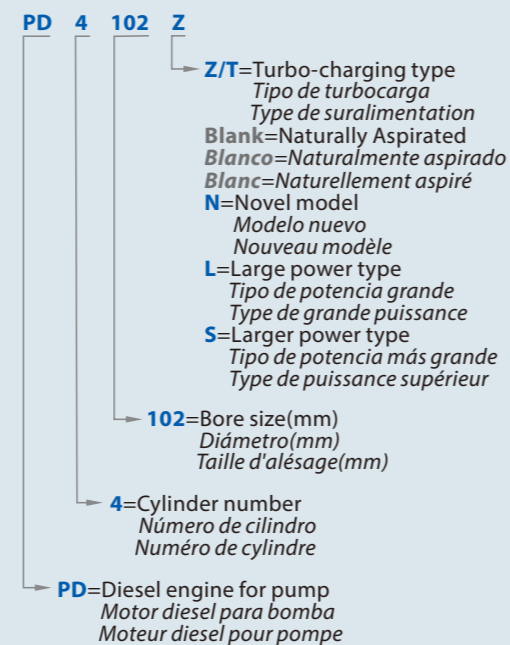 PD 4 102 Z
Z/T=Turbo-charging type
Tipo de turbocarga
Type de suralimentation
Blank=Naturally Aspirated
Blanco=Naturalmente aspirado
Blanc=Naturellement aspiré
N=Novel model
Modelo nuevo
Nouveau modèle
L=Large power type
Tipo de potencia grande
Type de grande puissance
S=Larger power type
Tipo de potencia más grande
Type de puissance supérieur
102=Bore size(mm)
Diámetro(mm)
Taille d'alésage(mm)
4=Cylinder number
Número de cilindro
Numéro de cylindre
PD=Diesel engine for pump
Motor diesel para bomba
Moteur diesel pour pompe